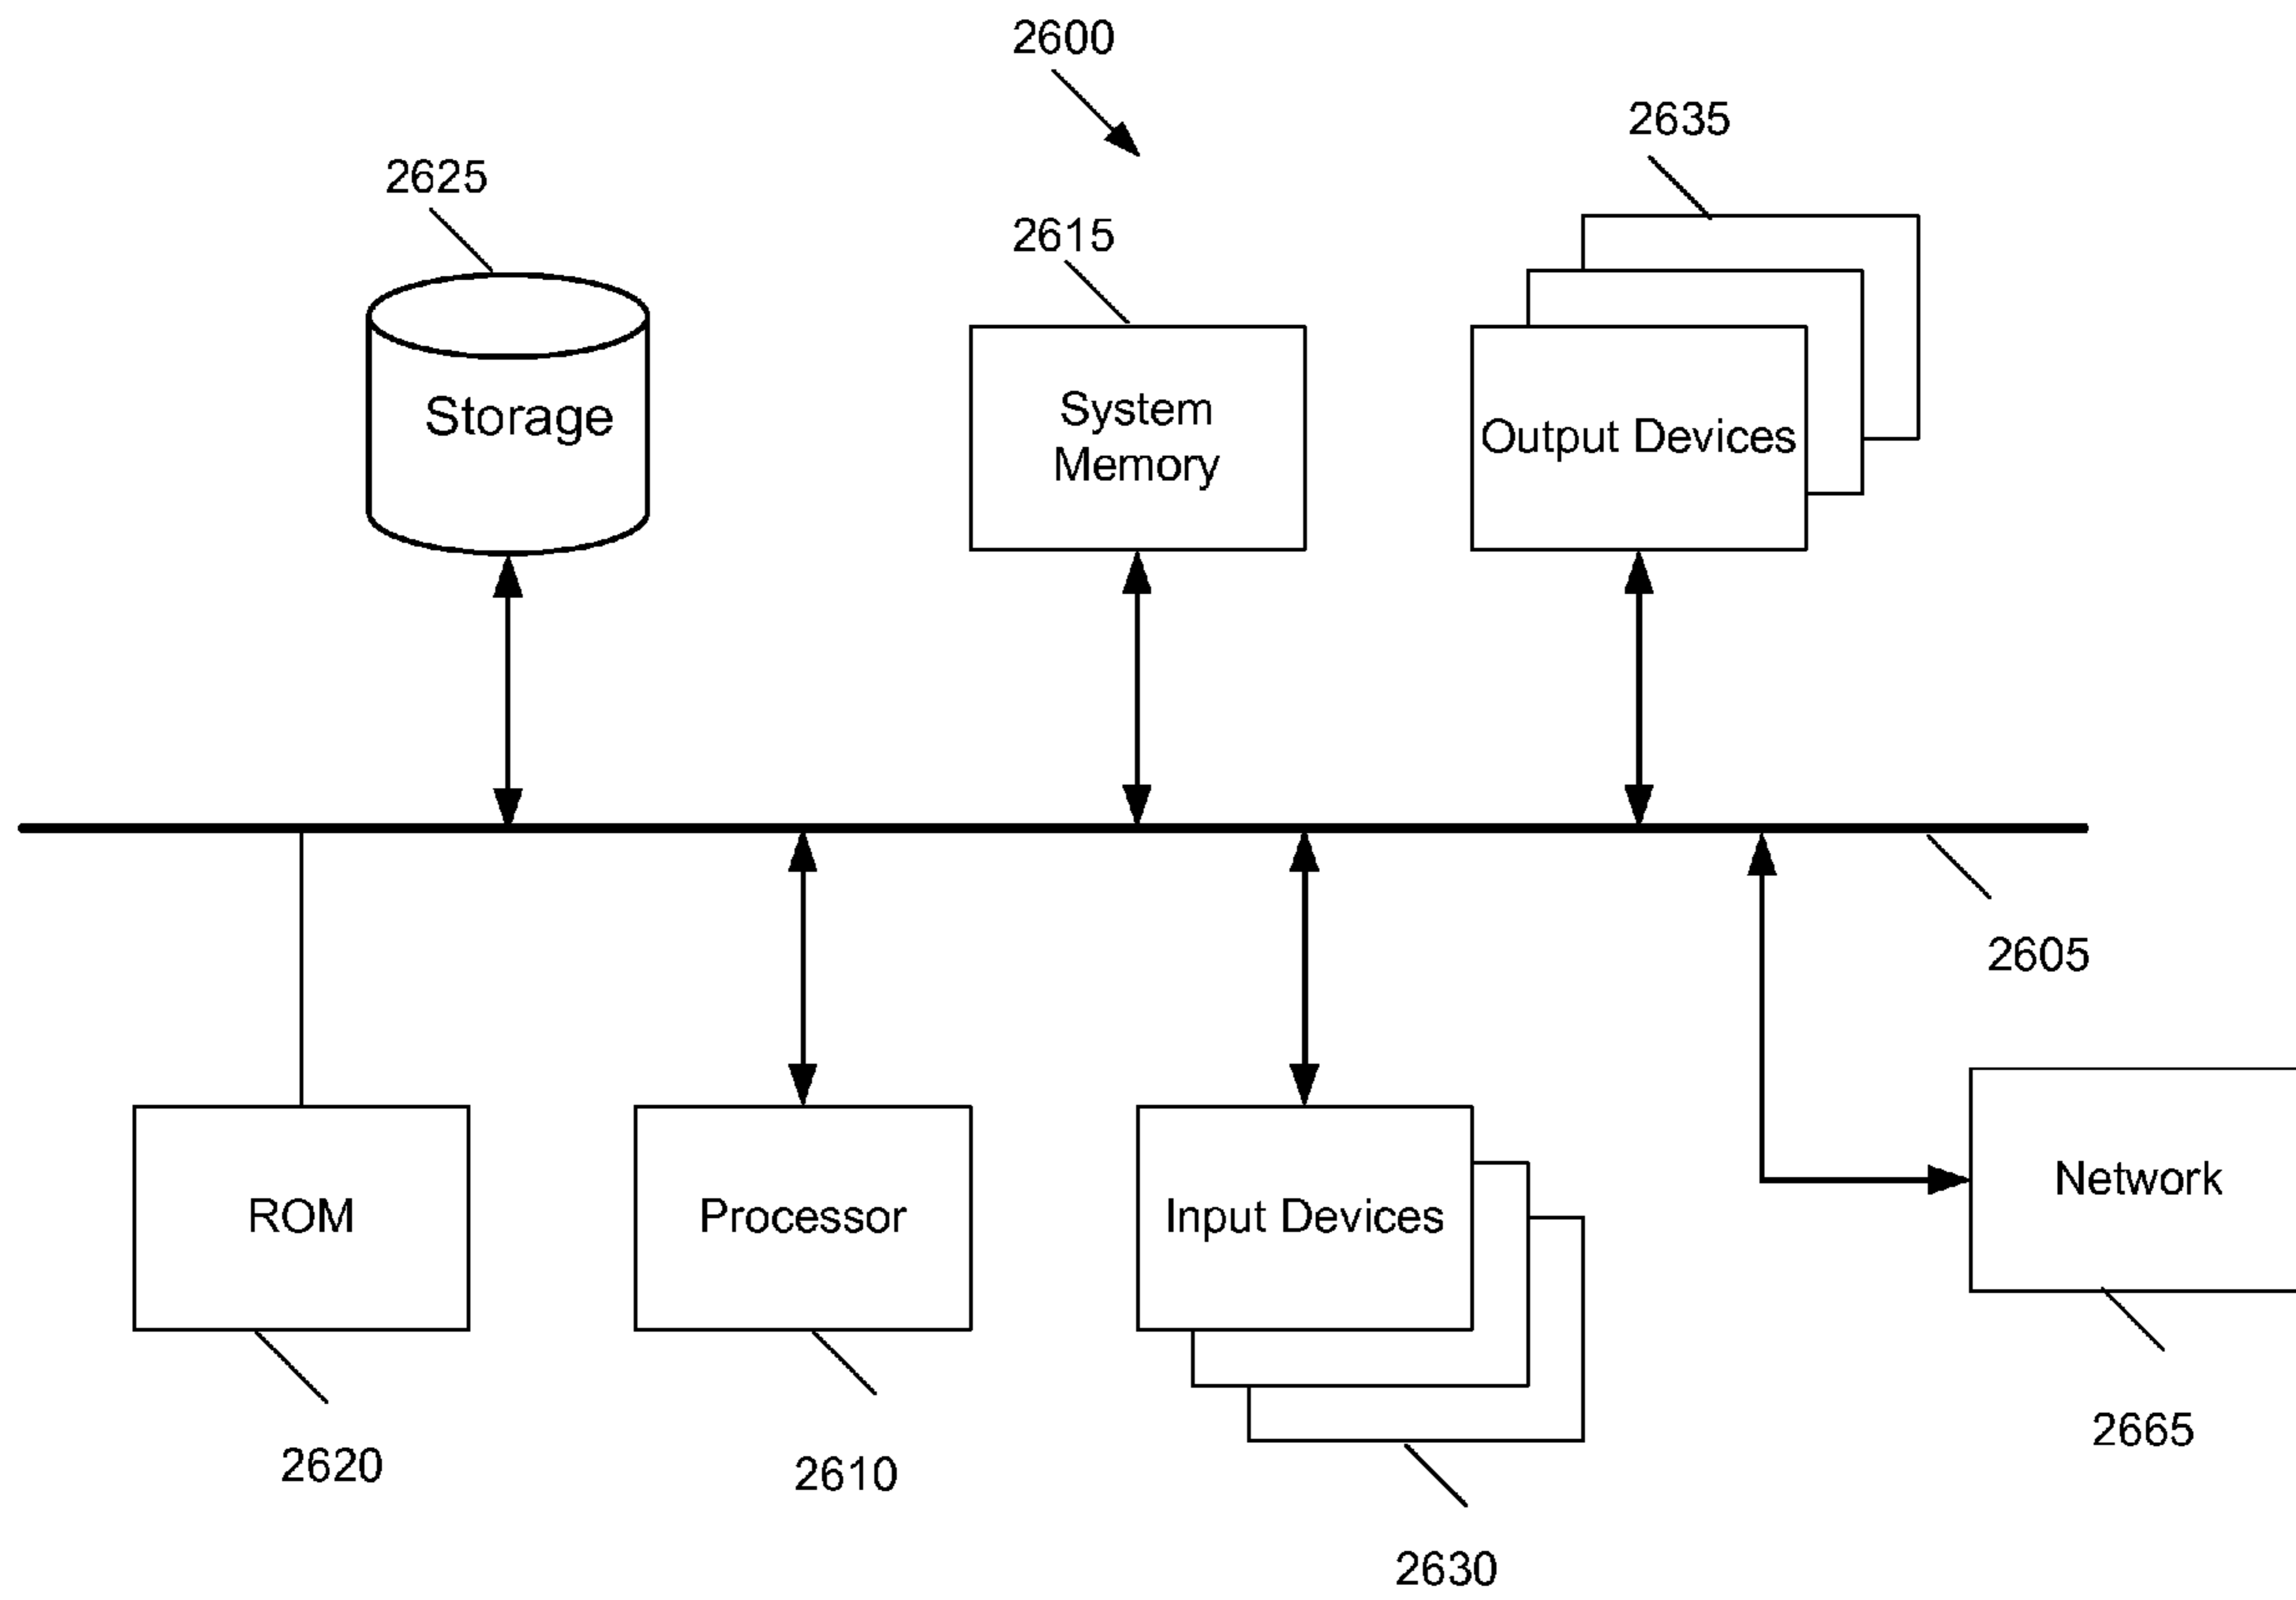 2600
2635
2625
2615
Storage
System
Memory
Output Devices
2605
ROM
Processor
Input Devices
Network
2620
2610
2630
2665